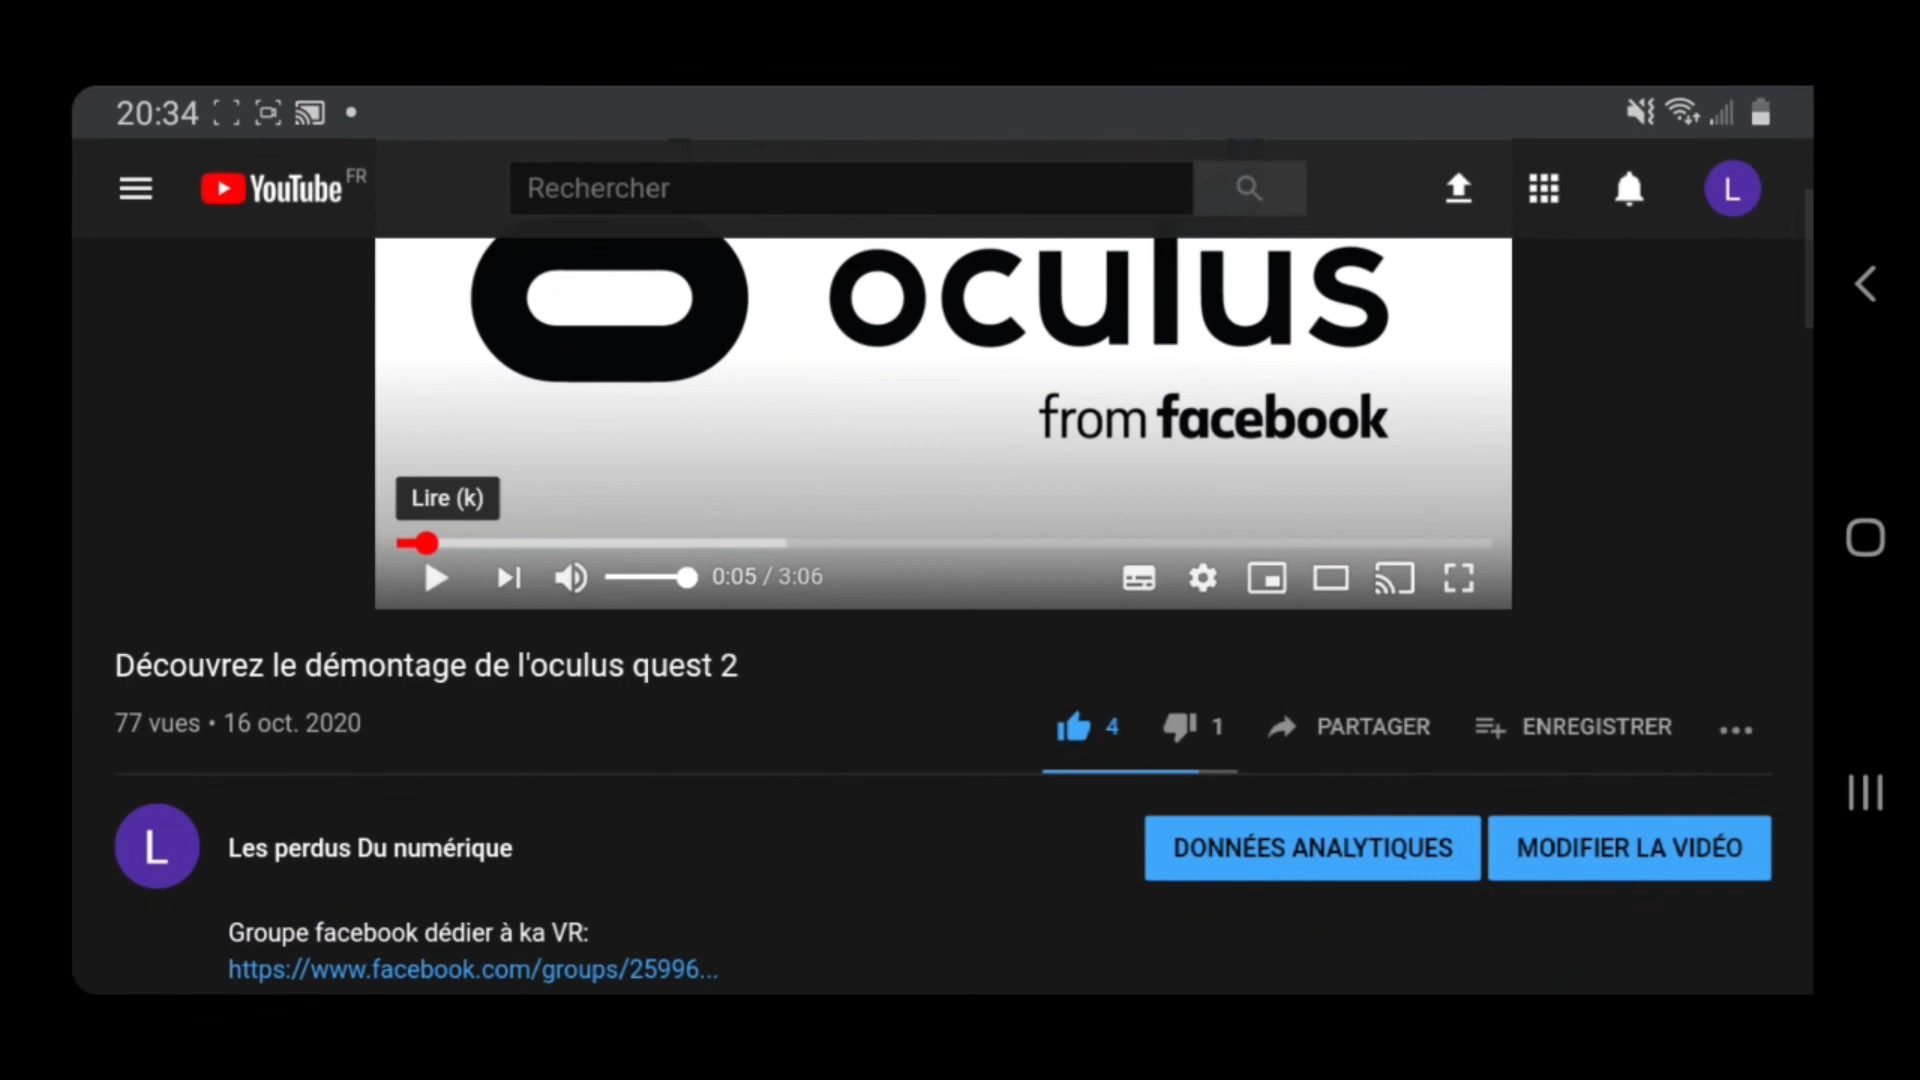 20:34
YouTube FR
Rechercher
L
oculus
from facebook
Lire (k)
0:05 / 3:06
Découvrez le démontage de l'oculus quest 2
77 vues • 16 oct. 2020
4
1
PARTAGER
ENREGISTRER
L
Les perdus Du numérique
DONNÉES ANALYTIQUES
MODIFIER LA VIDÉO
Groupe facebook dédier à ka VR:
https://www.facebook.com/groups/25996...